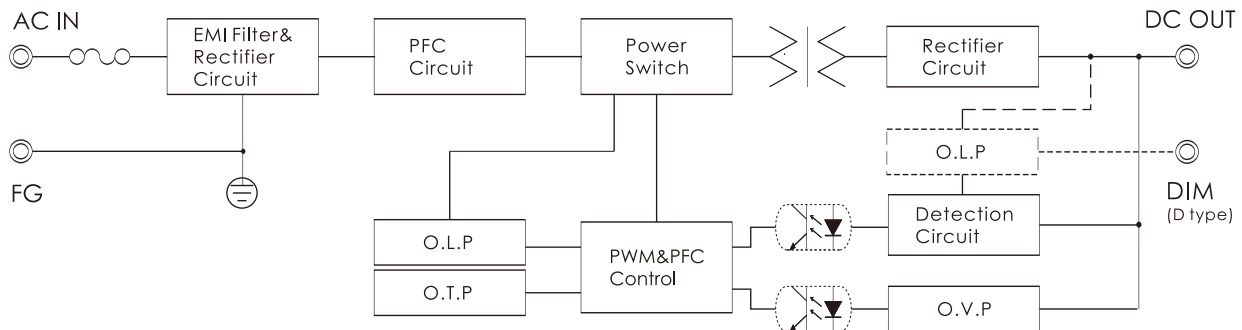 AC IN
EMI Filter&
Rectifier
Circuit
PFC
Circuit
Power
Switch
Rectifier
Circuit
DC OUT
FG
O.L.P
DIM
(D type)
O.L.P
O.T.P
PWM&PFC
Control
Detection
Circuit
O.V.P